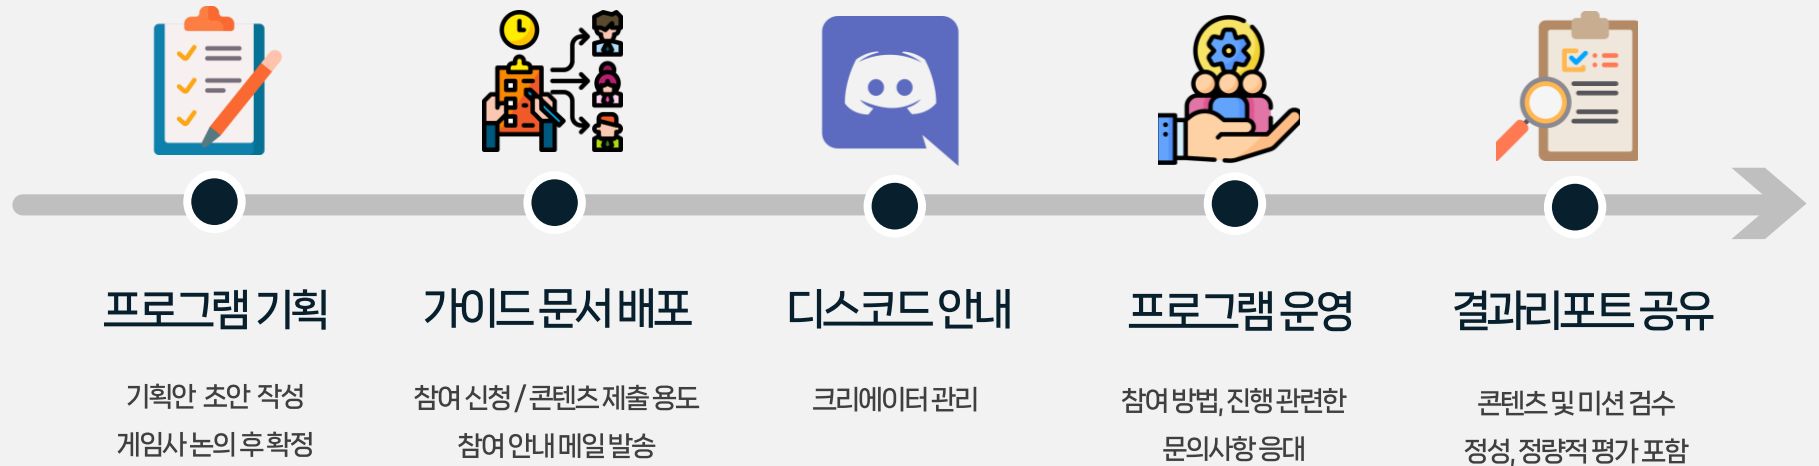 프로그램 기획
기획안 초안 작성
게임사 논의 후 확정
가이드 문서 배포
참여 신청 / 콘텐츠 제출 용도
참여 안내 메일 발송
디스코드 안내
크리에이터 관리
프로그램 운영
참여 방법, 진행 관련한
문의사항 응대
결과리포트 공유
콘텐츠 및 미션 검수
정성, 정량적 평가 포함